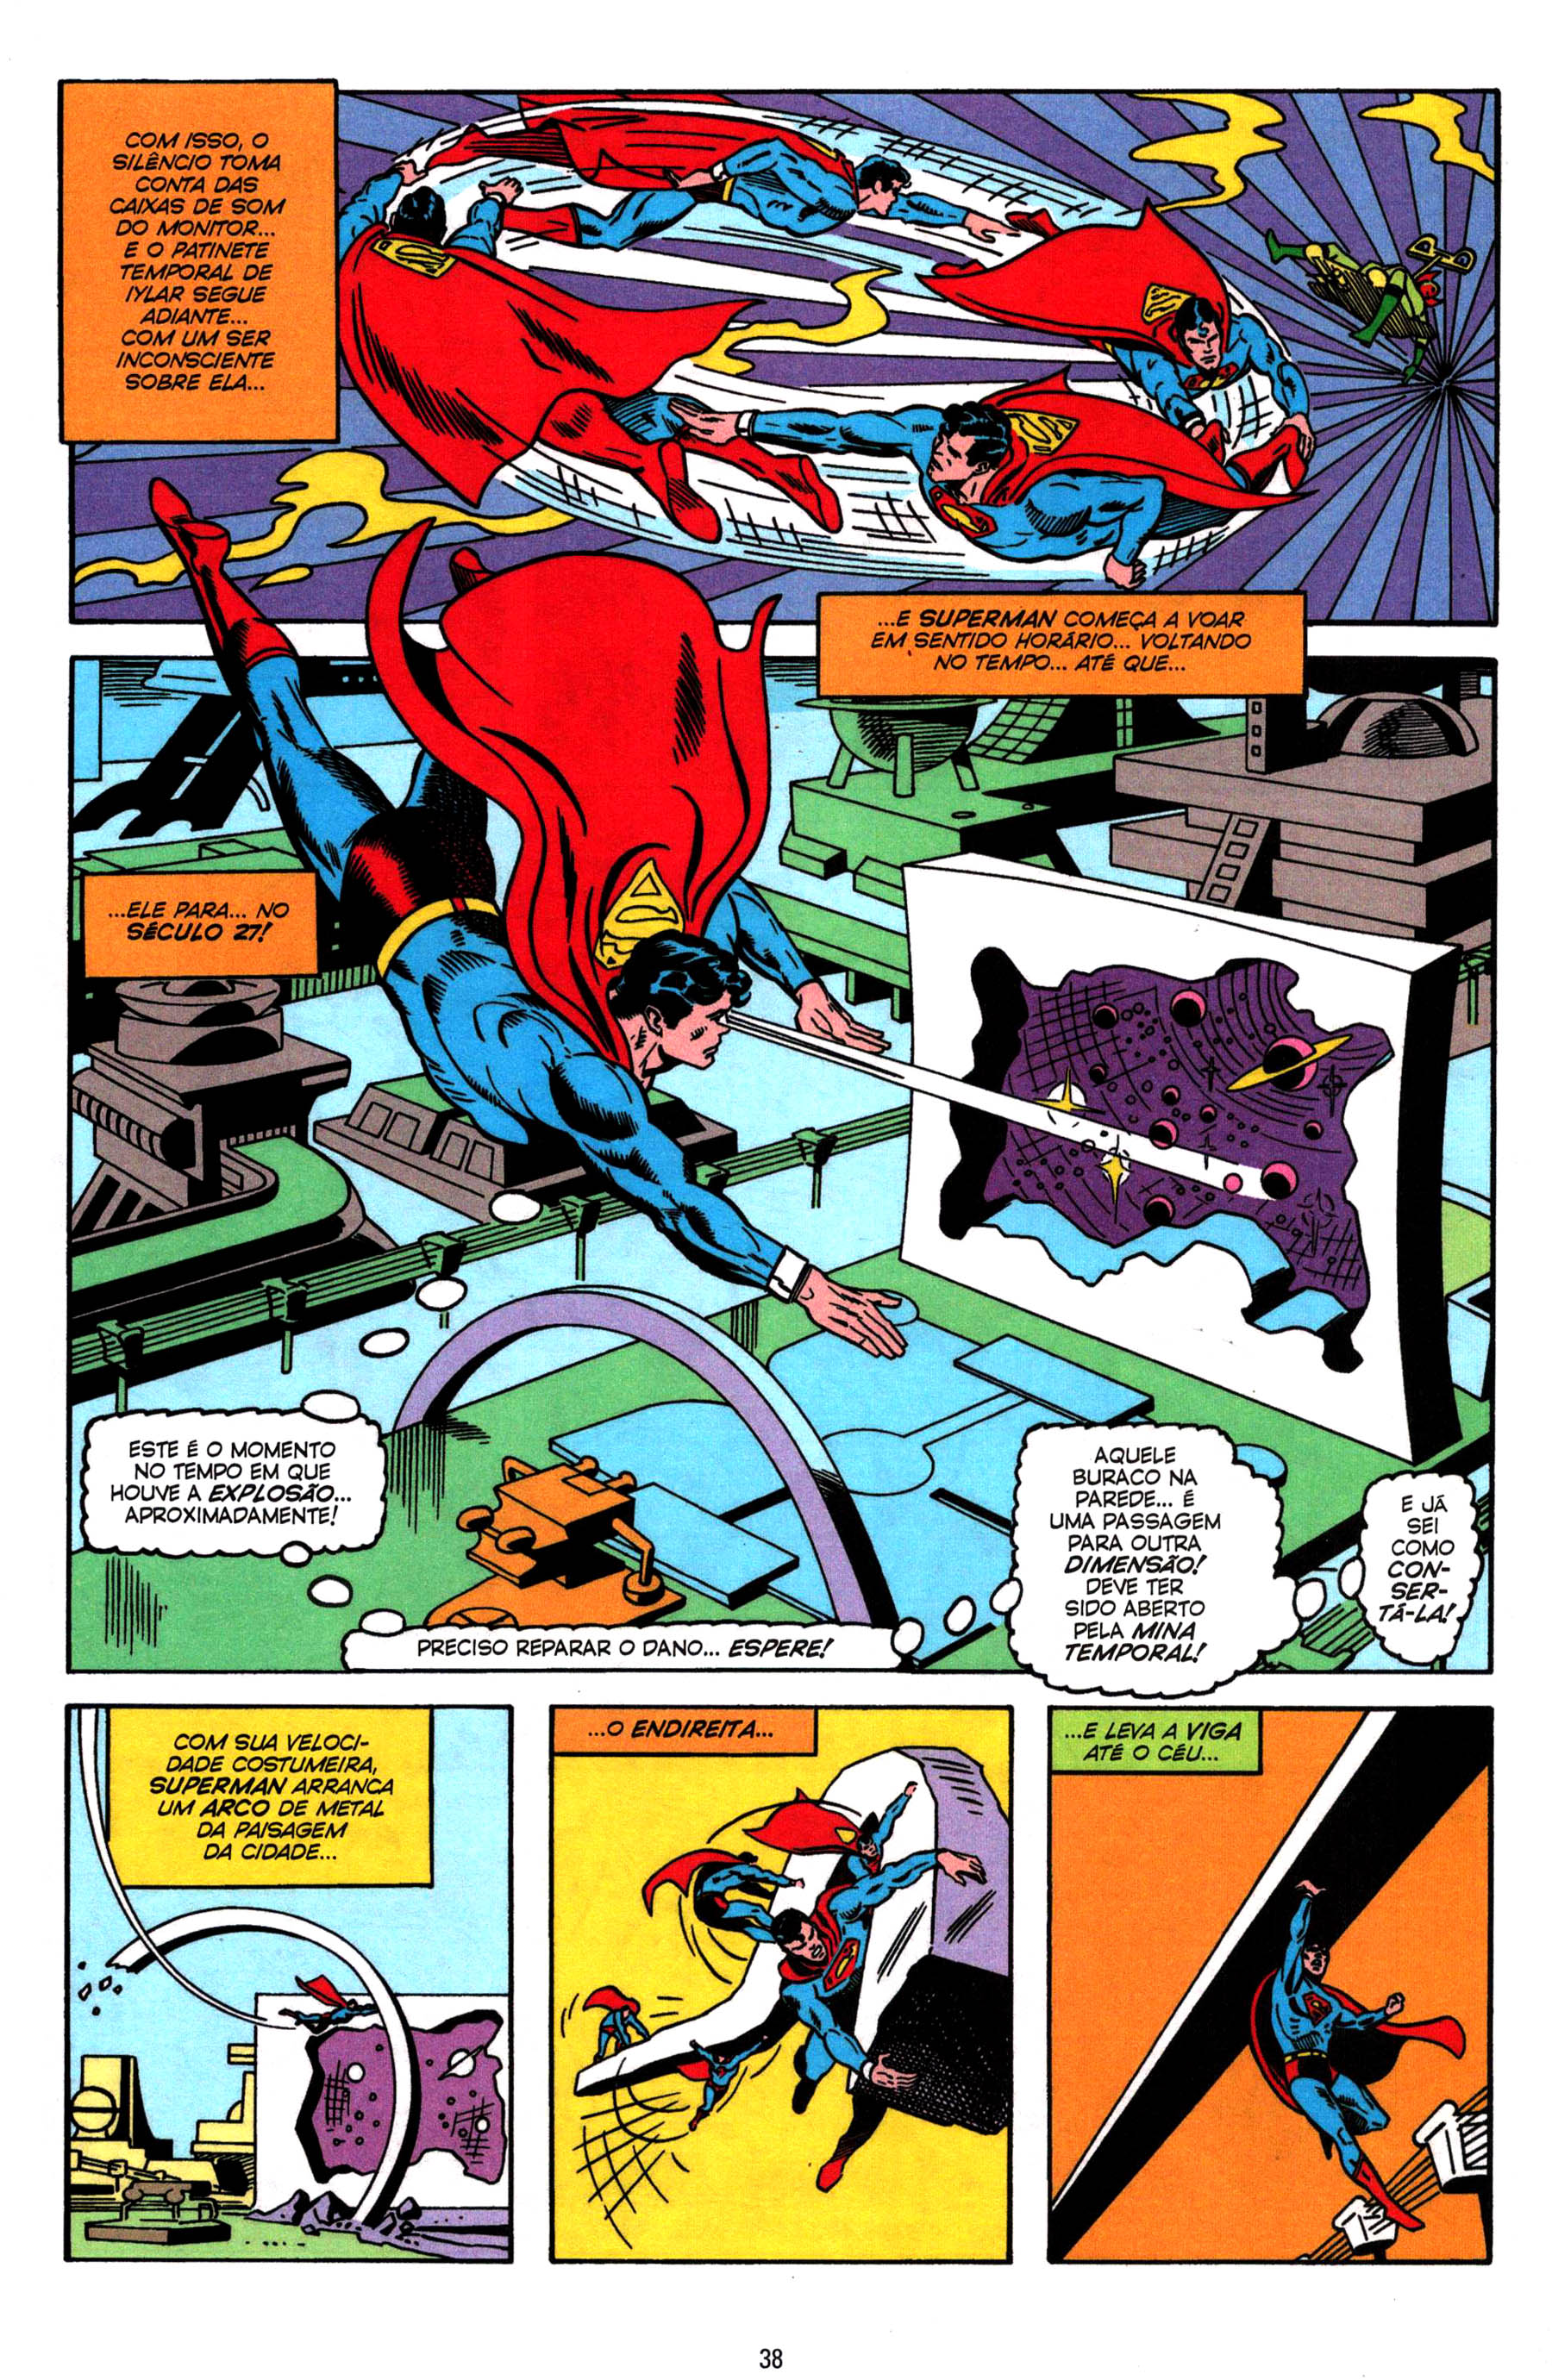 COM ISSO, O
SILÊNCIO TOMA
CONTA DAS
CAIXAS DE SOM
DO MONITOR...
E O PATINETE
TEMPORAL DE
IYLAR SEGUE
ADIANTE...
COM UM SER
INCONSCIENTE
SOBRE ELA...
...E SUPERMAN COMEÇA A VOAR
EM SENTIDO HORÁRIO... VOLTANDO
NO TEMPO... ATÉ QUE...
...ELE PARA... NO
SÉCULO 27!
ESTE É O MOMENTO
NO TEMPO EM QUE
HOUVE A EXPLOSÃO...
APROXIMADAMENTE!
PRECISO REPARAR O DANO... ESPERE!
AQUELE
BURACO NA
PAREDE... É
UMA PASSAGEM
PARA OUTRA
DIMENSÃO!
DEVE TER
SIDO ABERTO
PELA MINA
TEMPORAL!
E JÁ
SEI
COMO
CON-
SER-
TÁ-LA!
COM SUA VELOCI-
DADE COSTUMEIRA,
SUPERMAN ARRANCA
UM ARCO DE METAL
DA PAISAGEM
DA CIDADE...
...O ENDIREITA...
...E LEVA A VIGA
ATÉ O CÉU...
38